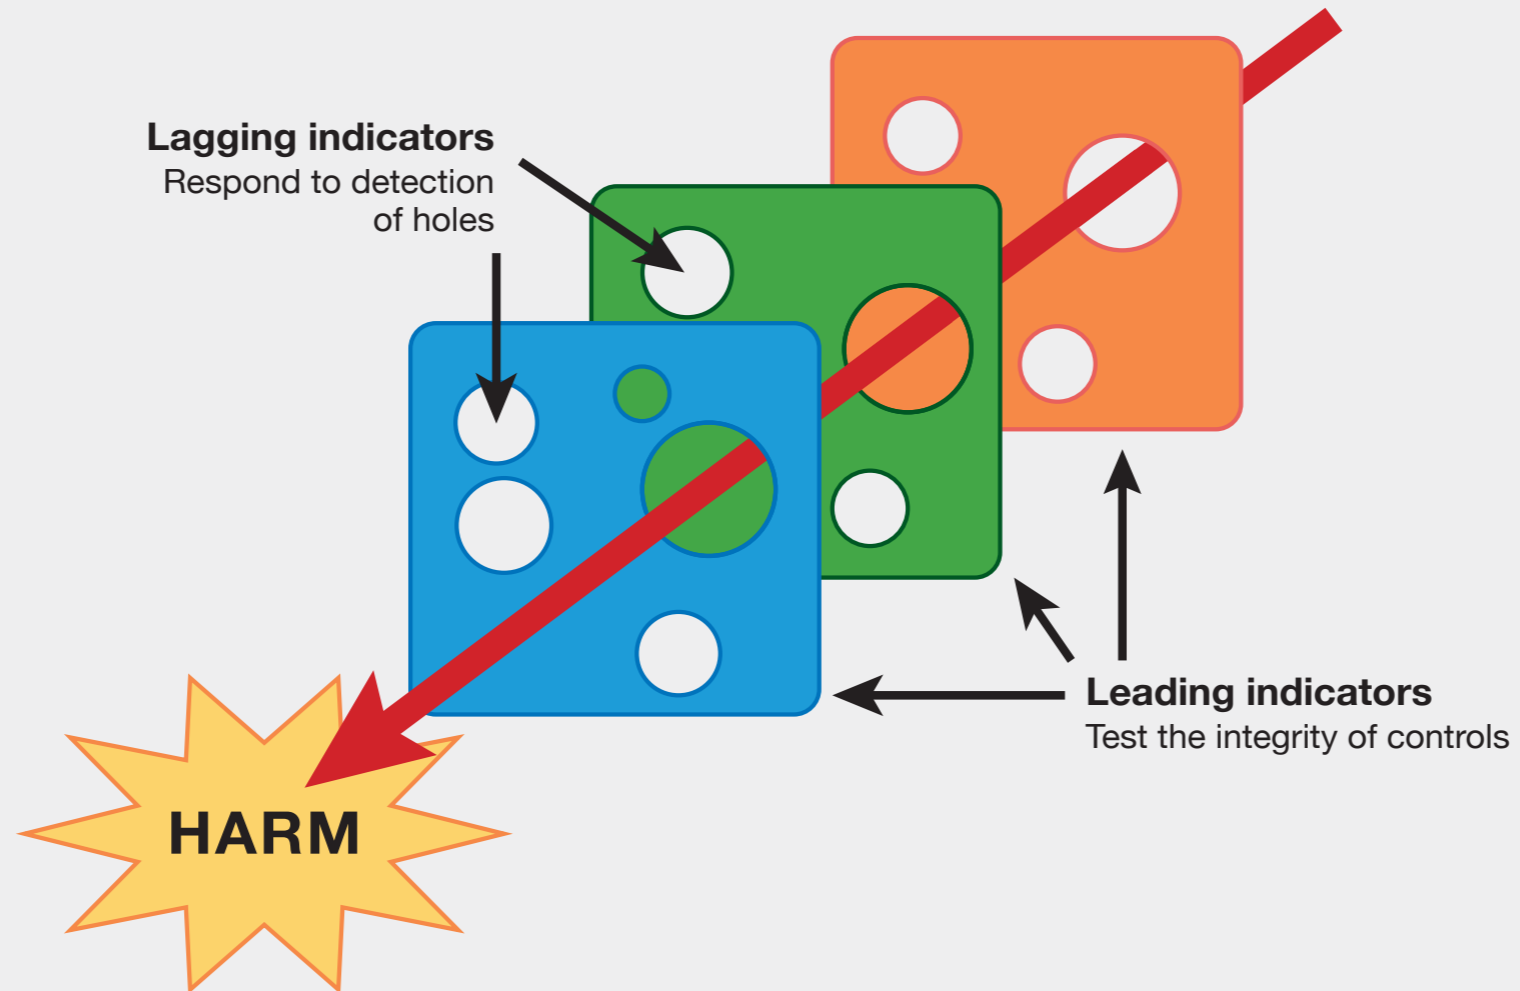 Lagging indicators
Respond to detection
of holes
Leading indicators
Test the integrity of controls
HARM